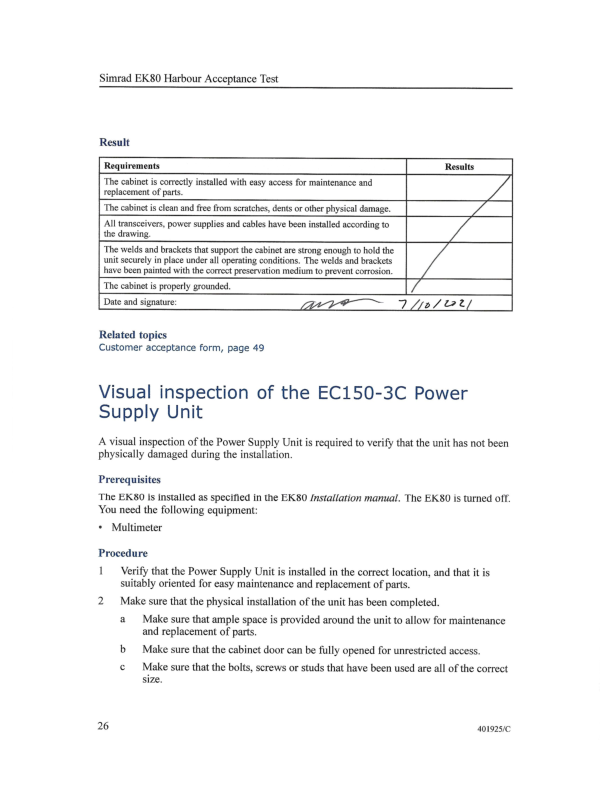 Simrad EK80 Harbour Acceptance Test
Result
Requirements Results
The cabinet is correctly installed with easy access for maintenance and
replacement of parts.
The cabinet is clean and free from scratches, dents or other physical damage.
All transceivers, power supplies and cables have been installed according to
the drawing.
The welds and brackets that support the cabinet are strong enough to hold the
unit securely in place under all operating conditions. The welds and brackets
have been painted with the correct preservation medium to prevent corrosion.
The cabinet is properly grounded.
Date and signature: 7/10/2021
Related topics
Customer acceptance form, page 49
Visual inspection of the EC150-3C Power
Supply Unit
A visual inspection of the Power Supply Unit is required to verify that the unit has not been
physically damaged during the installation.
Prerequisites
The EK80 is installed as specified in the EK80 Installation manual. The EK80 is turned off.
You need the following equipment:
• Multimeter
Procedure
1 Verify that the Power Supply Unit is installed in the correct location, and that it is
suitably oriented for easy maintenance and replacement of parts.
2 Make sure that the physical installation of the unit has been completed.
a Make sure that ample space is provided around the unit to allow for maintenance
and replacement of parts.
b Make sure that the cabinet door can be fully opened for unrestricted access.
c Make sure that the bolts, screws or studs that have been used are all of the correct
size.
26 401925/C